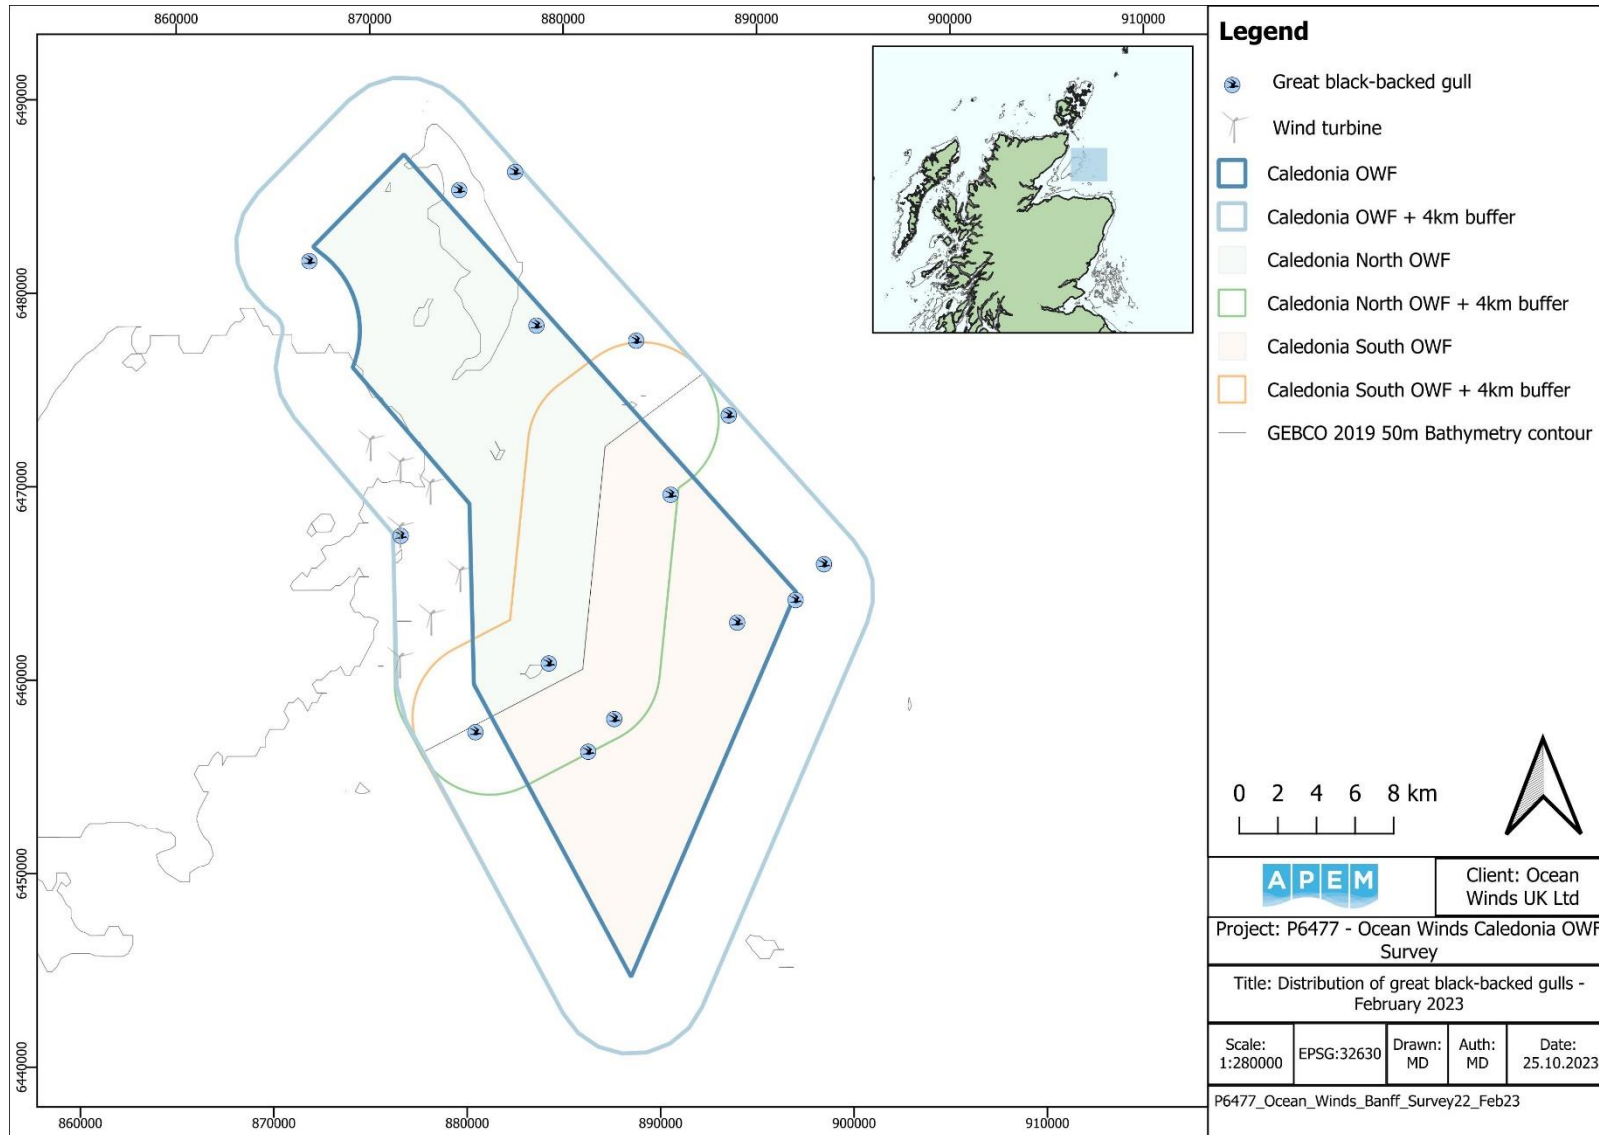 860000 870000 880000 890000 900000 910000
6490000
6480000
6470000
6460000
6450000
6440000
860000 870000 880000 890000 900000 910000
Legend
Great black-backed gull
Wind turbine
Caledonia OWF
Caledonia OWF + 4km buffer
Caledonia North OWF
Caledonia North OWF + 4km buffer
Caledonia South OWF
Caledonia South OWF + 4km buffer
GEBCO 2019 50m Bathymetry contour
0 2 4 6 8 km
APEM
Client: Ocean
Winds UK Ltd
Project: P6477 - Ocean Winds Caledonia OWF
Survey
Title: Distribution of great black-backed gulls -
February 2023
Scale:
1:280000
EPSG:32630
Drawn:
MD
Auth:
MD
Date:
25.10.2023
P6477_Ocean_Winds_Banff_Survey22_Feb23